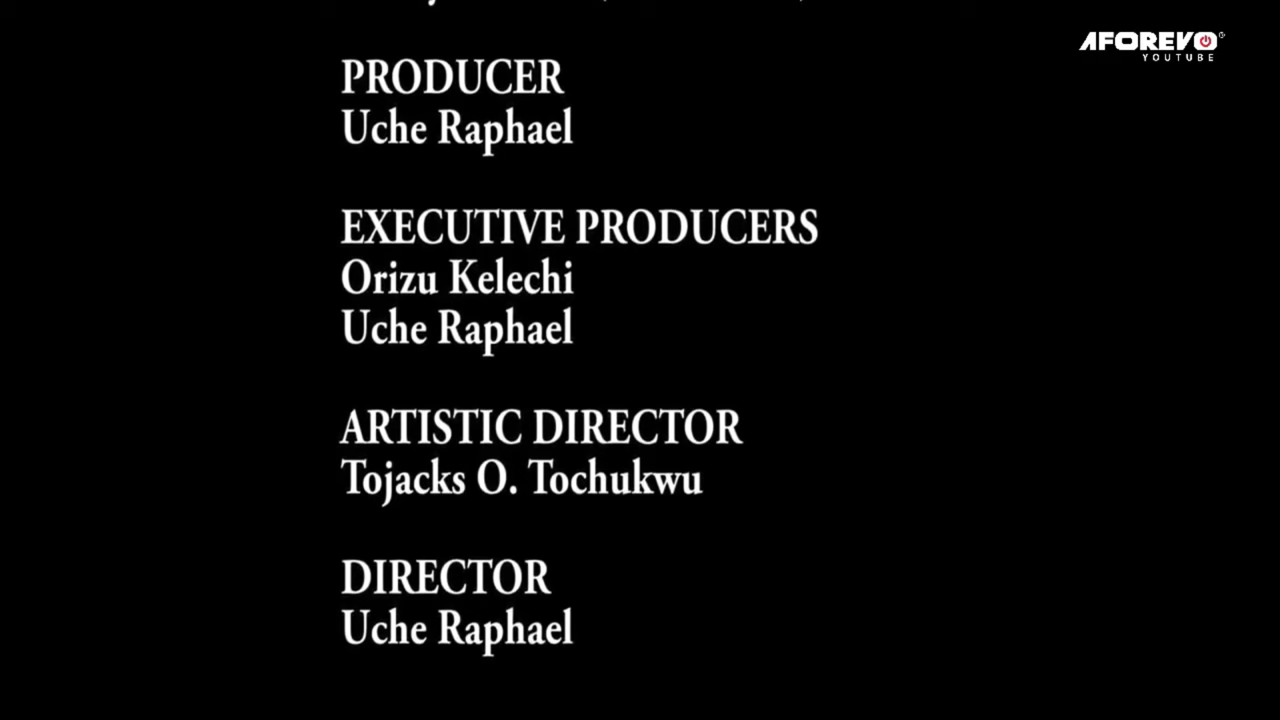 AFOREVO
YOUTUBE
PRODUCER
Uche Raphael
EXECUTIVE PRODUCERS
Orizu Kelechi
Uche Raphael
ARTISTIC DIRECTOR
Tojacks O. Tochukwu
DIRECTOR
Uche Raphael